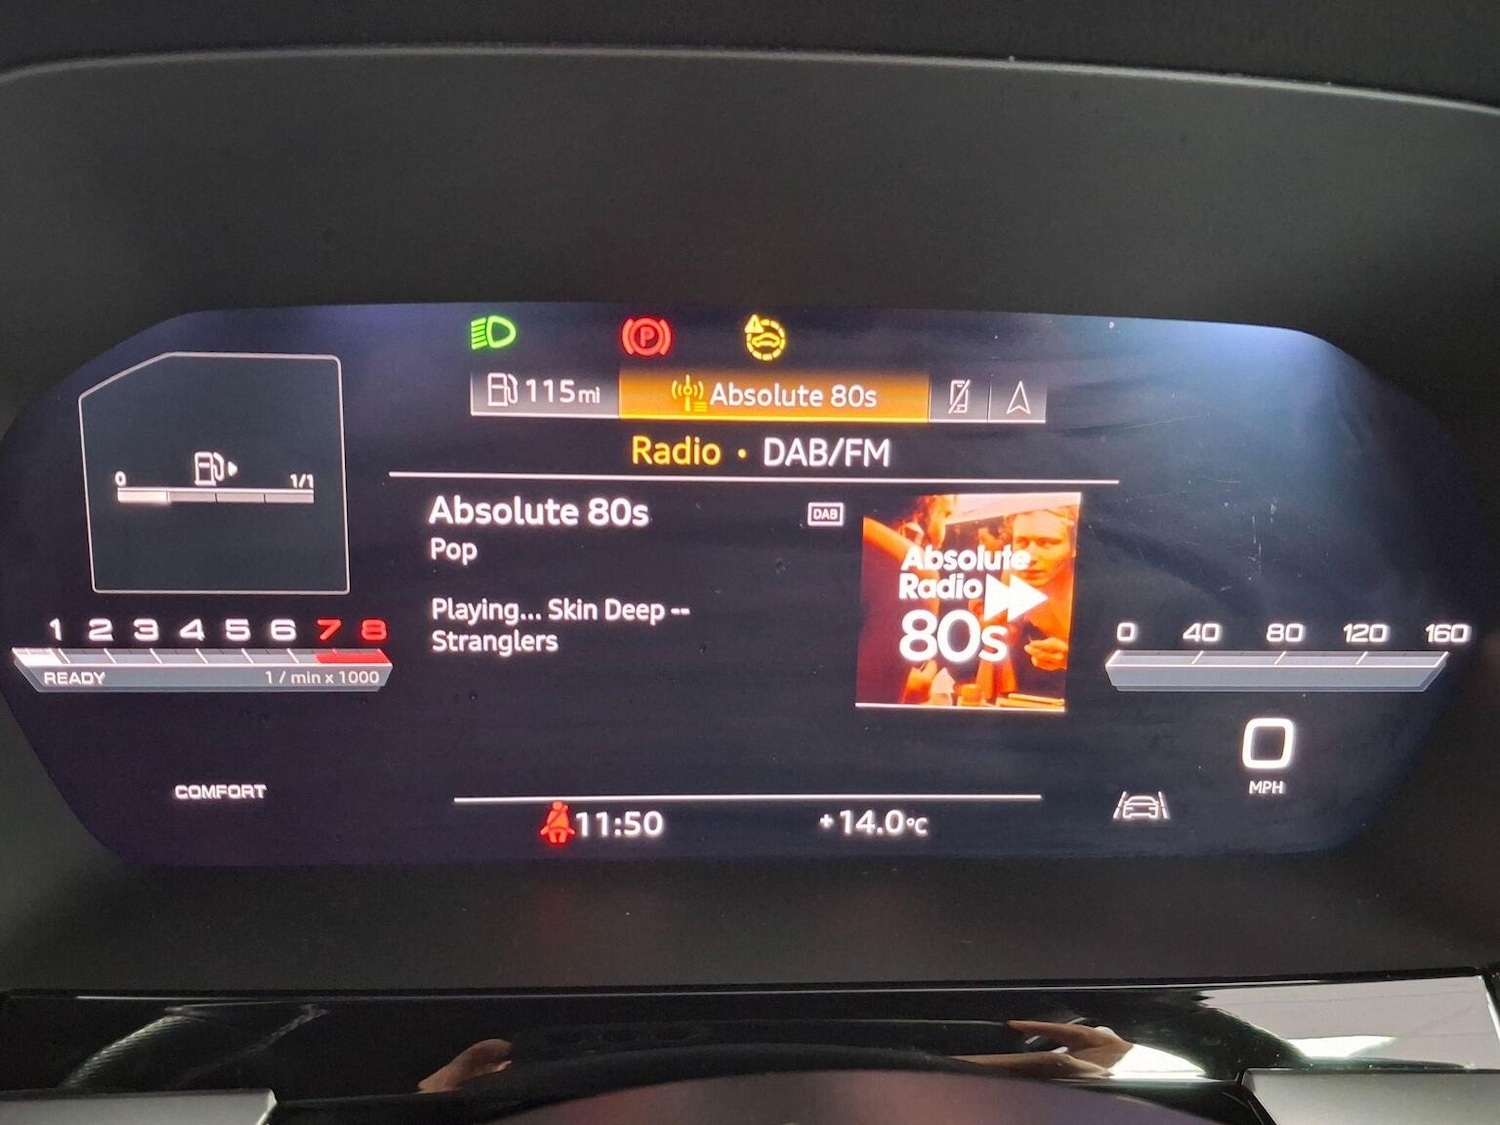 P
115 mi
Absolute 80s
Radio • DAB/FM
0
1/1
Absolute 80s
DAB
Pop
Playing... Skin Deep --
Stranglers
Absolute
Radio
80s
1 2 3 4 5 6 7 8
READY
1 / min x 1000
0 40 80 120 160
0
MPH
COMFORT
11:50
+14.0°C